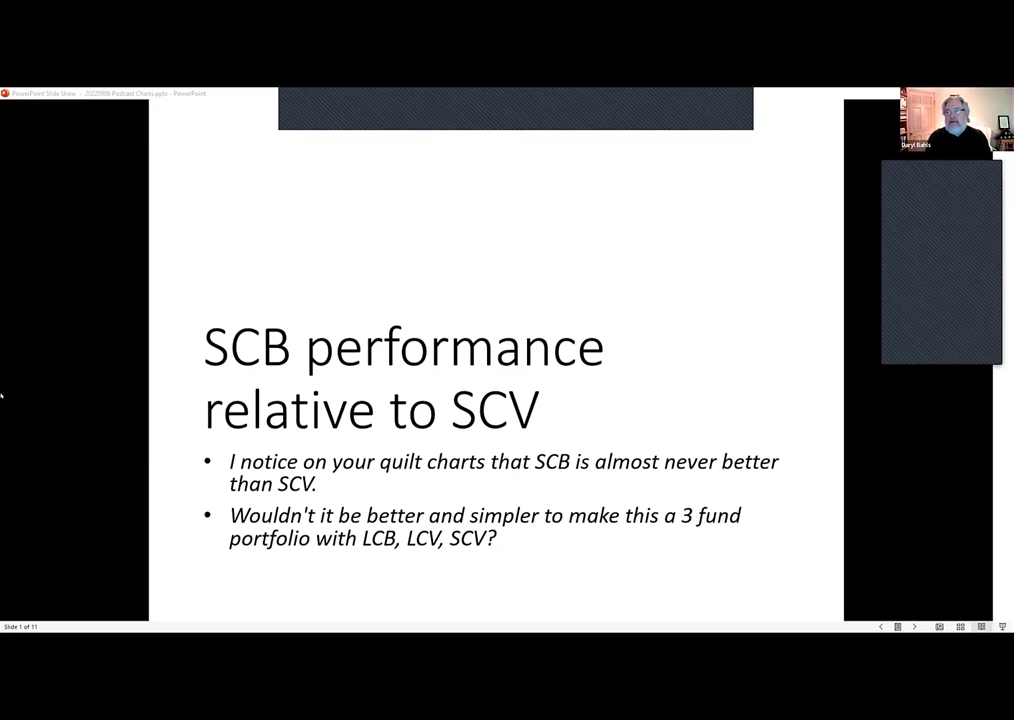 PowerPoint Slide Show - 20220906 Podcast Charts.pptx - PowerPoint
Daryl Bahls
SCB performance
relative to SCV
• I notice on your quilt charts that SCB is almost never better
than SCV.
• Wouldn't it be better and simpler to make this a 3 fund
portfolio with LCB, LCV, SCV?
Slide 1 of 11